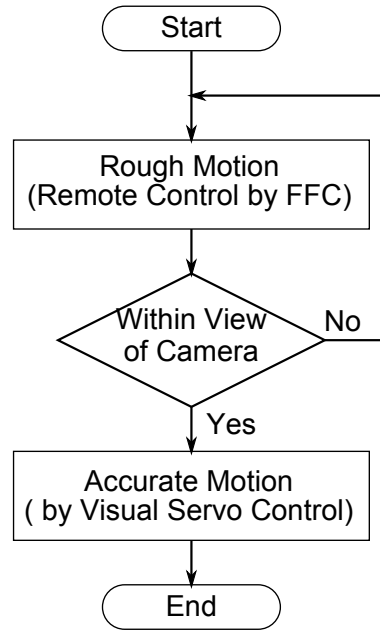 Start
Rough Motion
(Remote Control by FFC)
Within View
of Camera
No
Yes
Accurate Motion
( by Visual Servo Control)
End